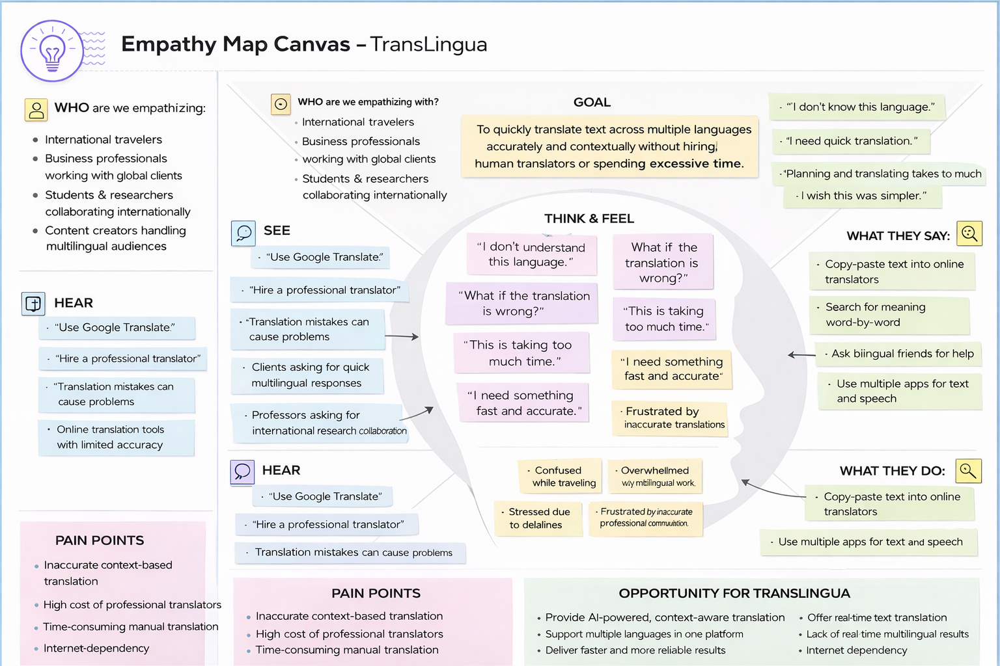 Empathy Map Canvas – TransLingua
WHO are we empathizing:
• International travelers
• Business professionals
working with global clients
• Students & researchers
collaborating internationally
• Content creators handling
multilingual audiences
HEAR
· “Use Google Translate.”
· “Hire a professional translator”
· “Translation mistakes can
cause problems
· Online translation tools
with limited accuracy
PAIN POINTS
• Inaccurate context-based
translation
• High cost of professional translators
• Time-consuming manual translation
• Internet-dependency
WHO are we empathizing with?
• International travelers
• Business professionals
• working with global clients
• Students & researchers
collaborating internationally
GOAL
To quickly translate text across multiple languages
accurately and contextually without hiring,
human translators or spending excessive time.
· “I don't know this language.”
· “I need quick translation.”
· “Planning and translating takes to much
· I wish this was simpler.”
SEE
· “Use Google Translate.”
· “Hire a professional translator”
· “Translation mistakes can
cause problems
· Clients asking for quick
multilingual responses
· Professors asking for
international research collaboration
THINK & FEEL
“I don't understand
this language.”
What if the
translation is
wrong?”
“What if the translation
is wrong?”
“This is taking
too much time.”
“This is taking too
much time.”
“I need something
fast and accurate”
“I need something
fast and accurate.”
· Frustrated by
inaccurate translations
· Confused
while traveling
· Overwhellmed
mtilingual work.
· Stressed due
to delalines
· Frustrated by inaccurate
professional
WHAT THEY SAY:
· Copy-paste text into online
translators
· Search for meaning
word-by-word
· Ask biingual friends for help
· Use multiple apps for text
and speech
HEAR
· “Use Google Translate”
· “Hire a professional translator”
· Translation mistakes can cause problems
WHAT THEY DO:
· Copy-paste text into online
translators
· Use multiple apps for text and speech
PAIN POINTS
• Inaccurate context-based translation
• High cost of professional translators
• Time-consuming manual translation
OPPORTUNITY FOR TRANSLINGUA
• Provide AI-powered, context-aware translation
• Support multiple languages in one platform
• Deliver faster and more reliable results
• Offer real-time text translation
• Lack of real-time multilingual results
• Internet dependency